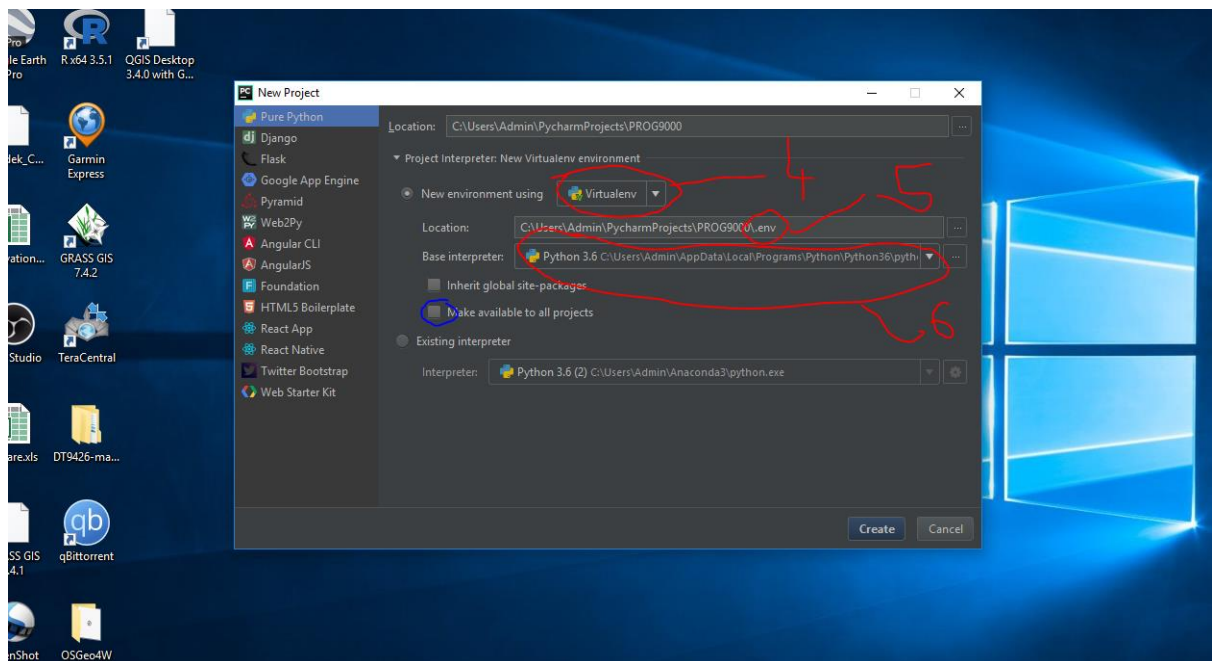 Pro
le Earth
Pro
R x64 3.5.1
QGIS Desktop
3.4.0 with G...
dek_C...
Garmin
Express
vation...
GRASS GIS
7.4.2
Studio
TeraCentral
are.xls
DT9426-ma...
SS GIS
.4.1
qb
qBittorrent
enShot
OSGeo4W
PC New Project
Pure Python
dj Django
Flask
Google App Engine
Pyramid
Web2Py
Angular CLI
AngularJS
Foundation
HTML5 Boilerplate
React App
React Native
Twitter Bootstrap
Web Starter Kit
Location: C:\Users\Admin\PycharmProjects\PROG9000 ...
Project Interpreter: New Virtualenv environment
New environment using Virtualenv 4
Location: C:\Users\Admin\PycharmProjects\PROG9000\.env ... 5
Base interpreter: Python 3.6 C:\Users\Admin\AppData\Local\Programs\Python\Python36\pyth ... 6
Inherit global site-packages
Make available to all projects
Existing interpreter
Interpreter: Python 3.6 (2) C:\Users\Admin\Anaconda3\python.exe
Create Cancel